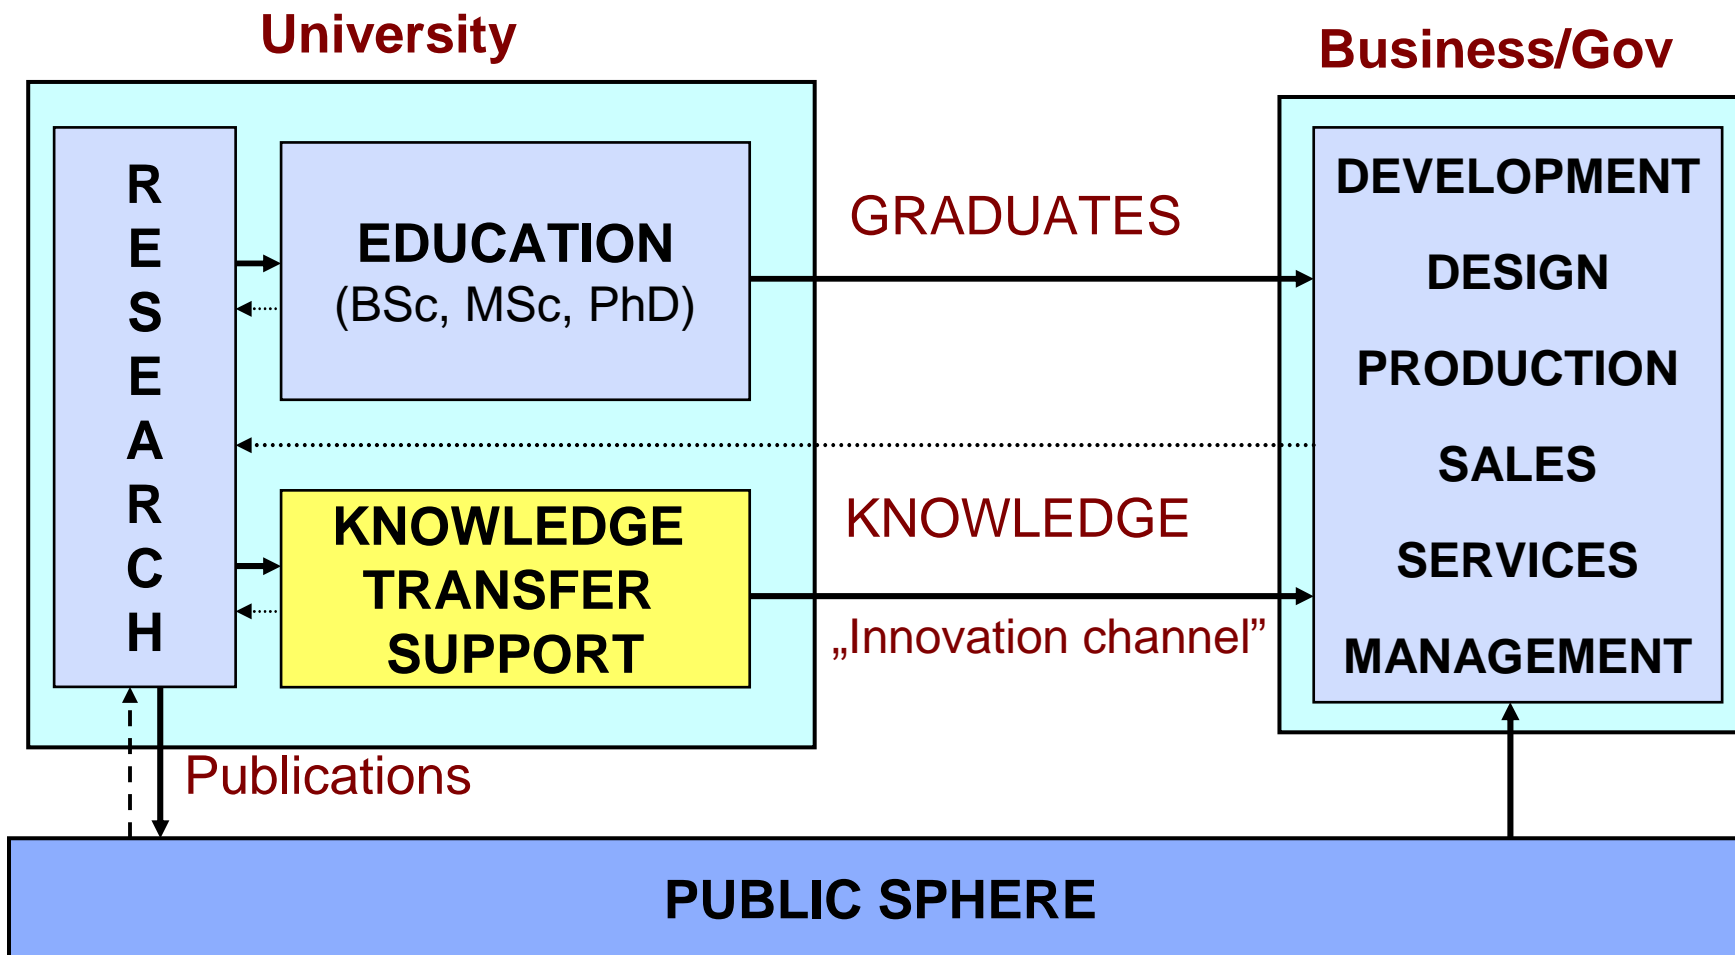 University
Business/Gov
R
E
S
E
A
R
C
H
EDUCATION
(BSc, MSc, PhD)
KNOWLEDGE
TRANSFER
SUPPORT
GRADUATES
KNOWLEDGE
„Innovation channel”
DEVELOPMENT
DESIGN
PRODUCTION
SALES
SERVICES
MANAGEMENT
Publications
PUBLIC SPHERE